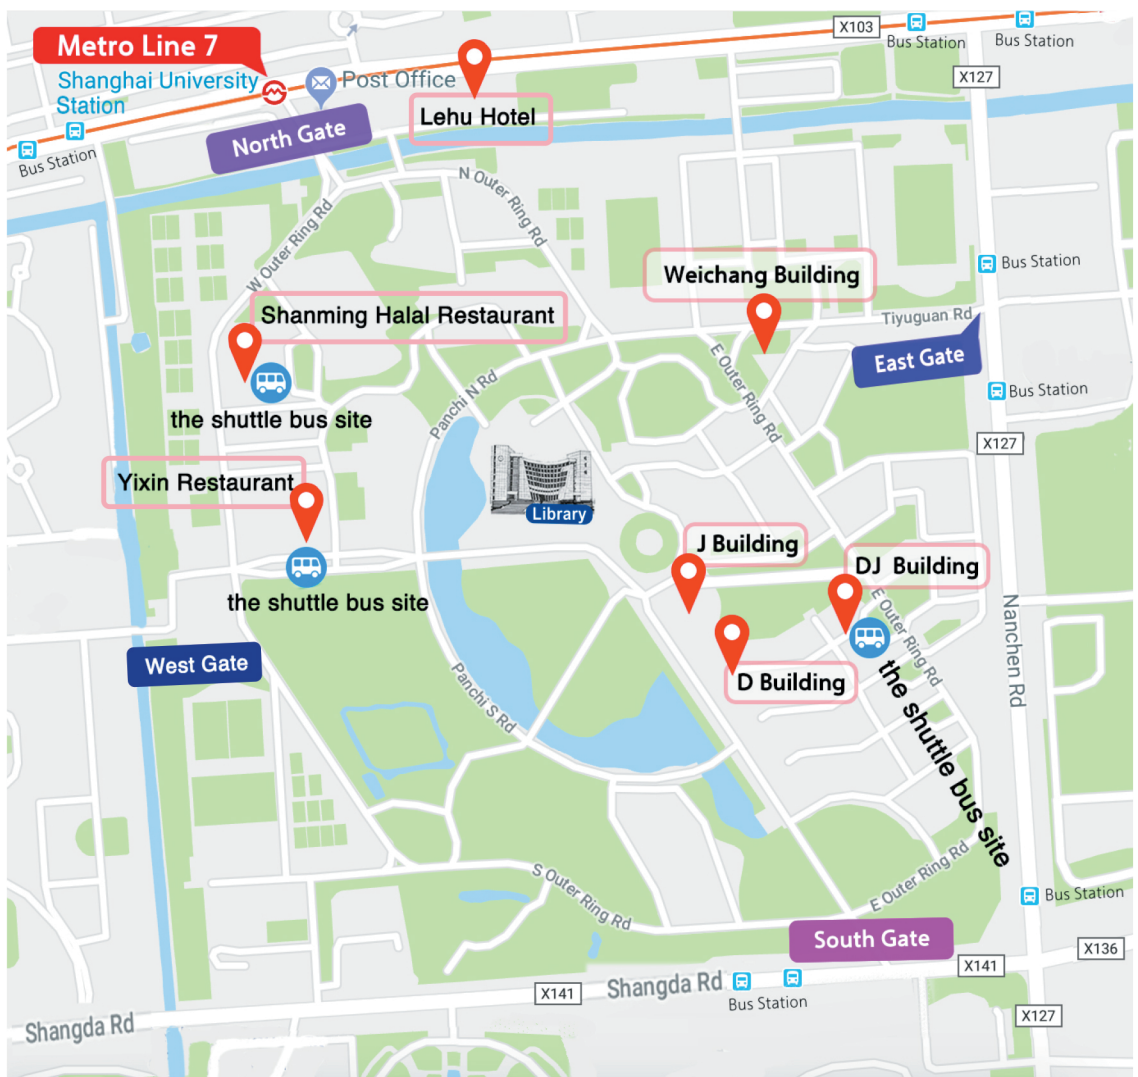 X103
Bus Station
Bus Station
Metro Line 7
Shanghai University
Station
Post Office
X127
Lehu Hotel
North Gate
Bus Station
N Outer Ring Rd
W Outer Ring Rd
Weichang Building
Bus Station
Shanming Halal Restaurant
Tiyuguan Rd
East Gate
E Outer Ring Rd
Panchi N Rd
Bus Station
the shuttle bus site
X127
Yixin Restaurant
Library
J Building
DJ Building
the shuttle bus site
E Outer Ring Rd
Nanchen Rd
West Gate
D Building
Panchi S Rd
the shuttle bus site
S Outer Ring Rd
E Outer Ring Rd
Bus Station
South Gate
X136
X141
Shangda Rd
X141
Bus Station
X127
Shangda Rd